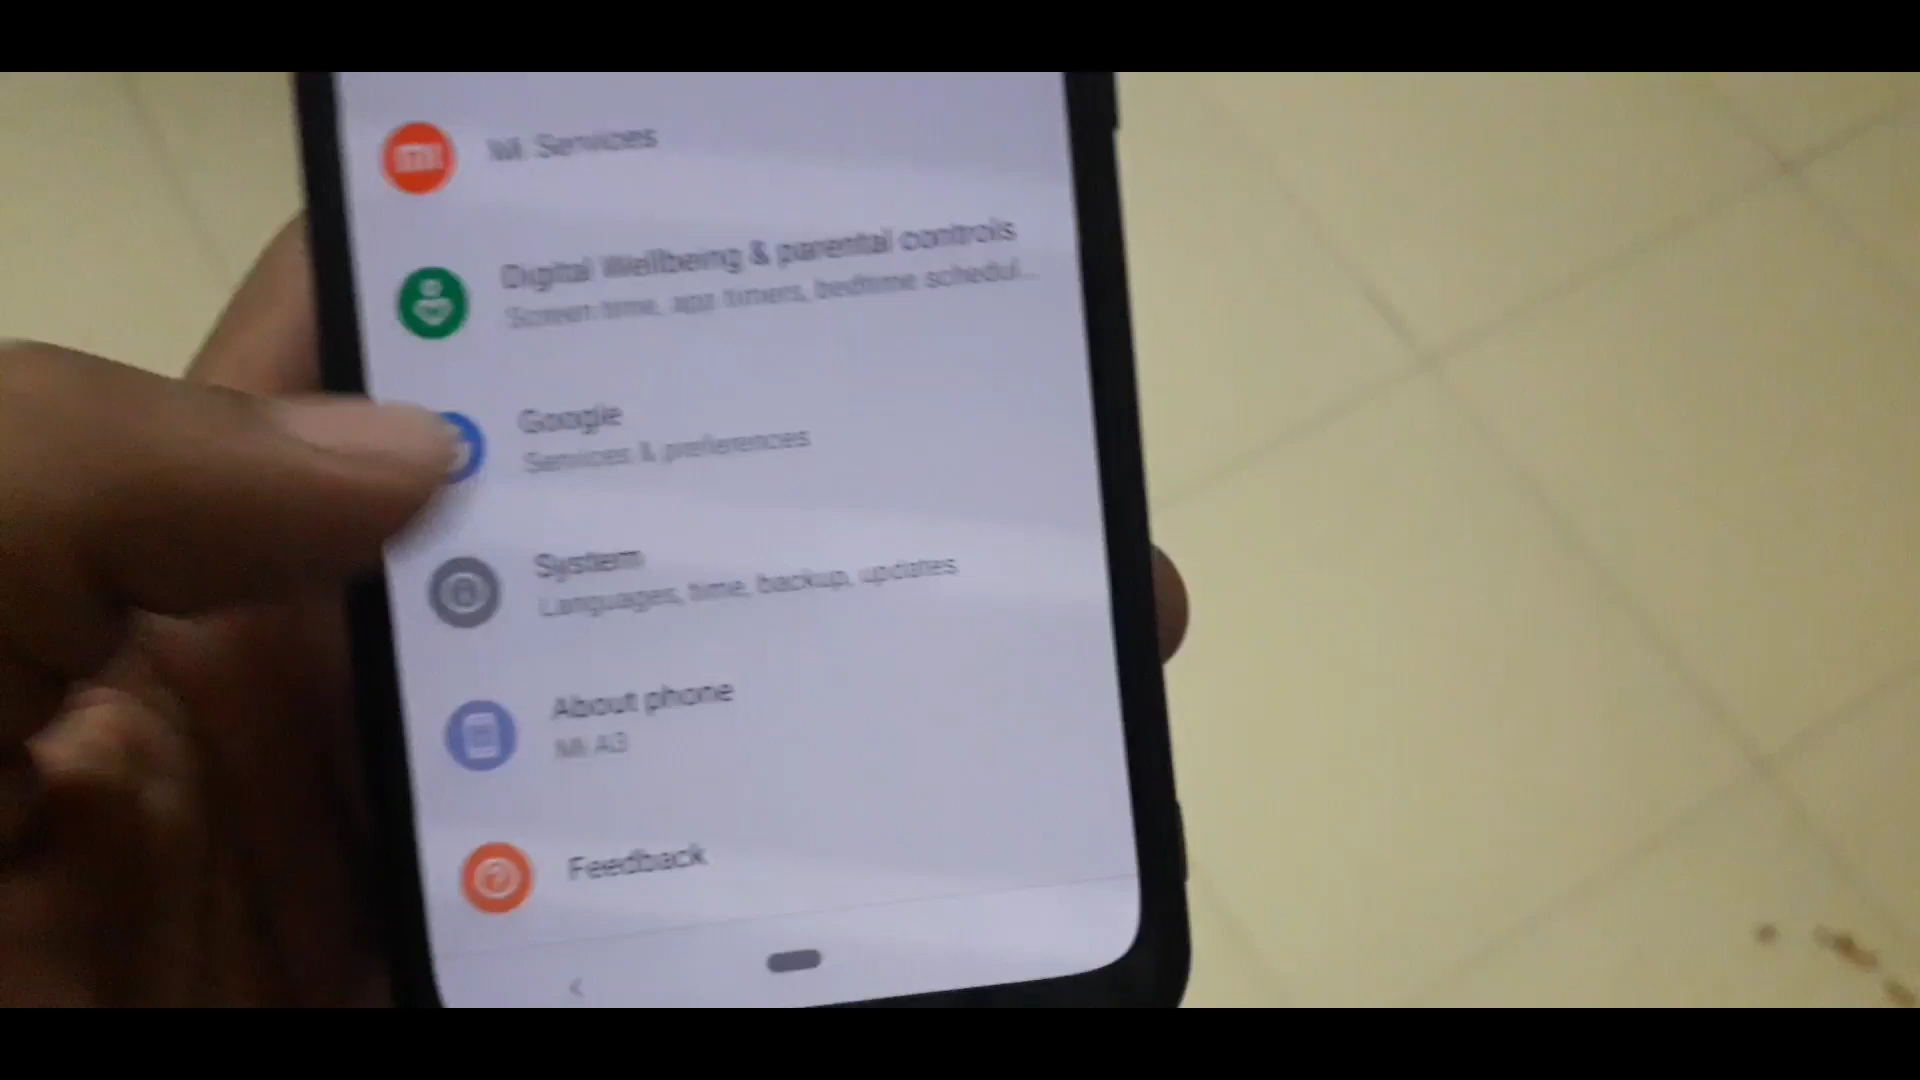 mi
Mi Services
Digital Wellbeing & parental controls
Screen time, app timers, bedtime schedul...
Google
Services & preferences
System
Languages, time, backup, updates
About phone
Mi A3
Feedback